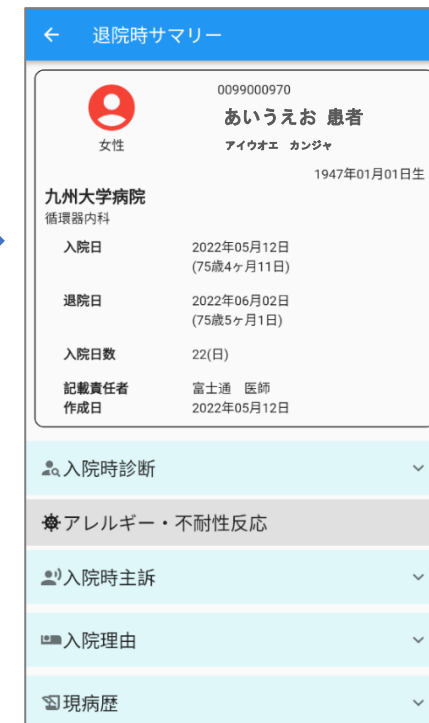 退院時サマリー
0099000970
あいうえお 患者
女性
アイウオエ カンジャ
1947年01月01日生
九州大学病院
循環器内科
入院日 2022年05月12日
(75歳4ヶ月11日)
退院日 2022年06月02日
(75歳5ヶ月1日)
入院日数 22(日)
記載責任者 富士通 医師
作成日 2022年05月12日
入院時診断
アレルギー・不耐性反応
入院時主訴
入院理由
現病歴